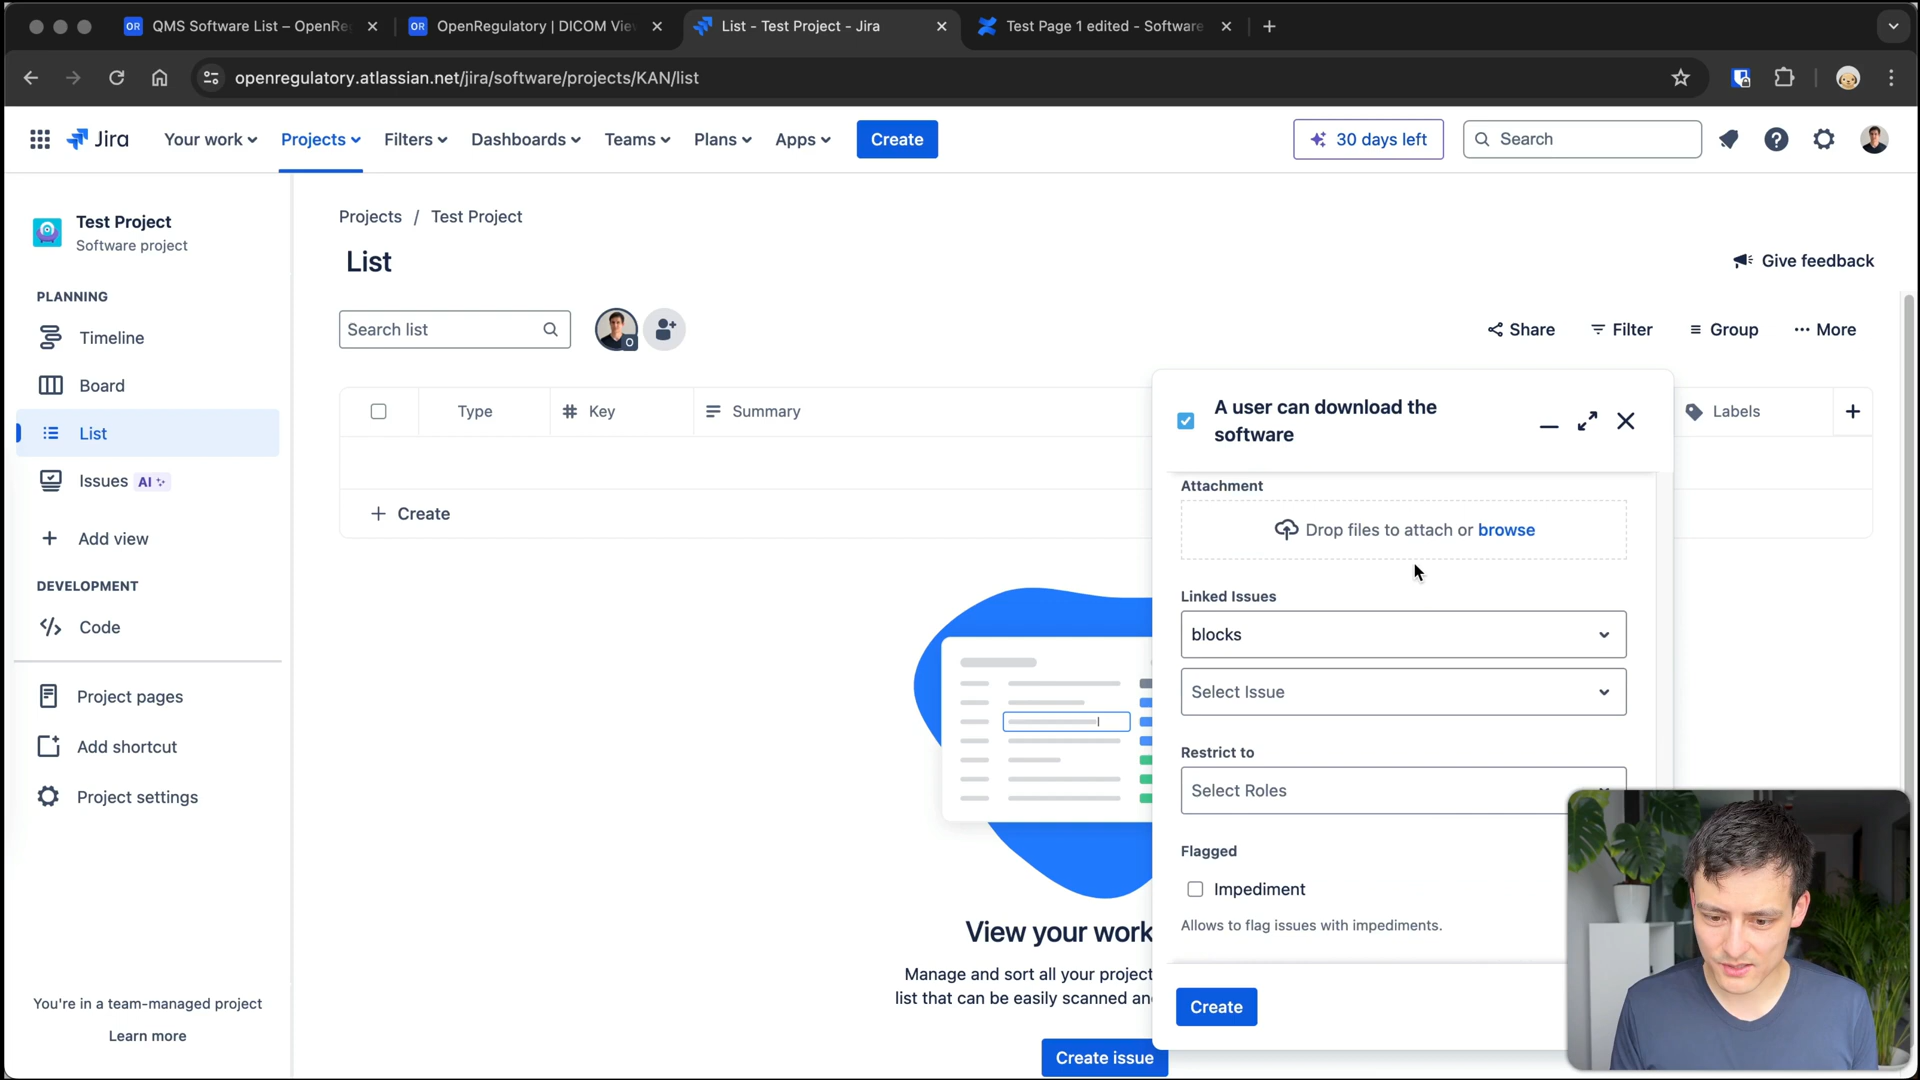 QMS Software List – OpenRe
OpenRegulatory | DICOM Vie
List - Test Project - Jira
Test Page 1 edited - Software
openregulatory.atlassian.net/jira/software/projects/KAN/list
Jira
Your work
Projects
Filters
Dashboards
Teams
Plans
Apps
Create
30 days left
Search
Test Project
Software project
PLANNING
Timeline
Board
List
Issues AI
Add view
DEVELOPMENT
Code
Project pages
Add shortcut
Project settings
You're in a team-managed project
Learn more
Projects / Test Project
List
Give feedback
Search list
Share
Filter
Group
More
Type
Key
Summary
Labels
Create
View your work
Manage and sort all your project
list that can be easily scanned an
Create issue
A user can download the
software
Attachment
Drop files to attach or browse
Linked Issues
blocks
Select Issue
Restrict to
Select Roles
Flagged
Impediment
Allows to flag issues with impediments.
Create